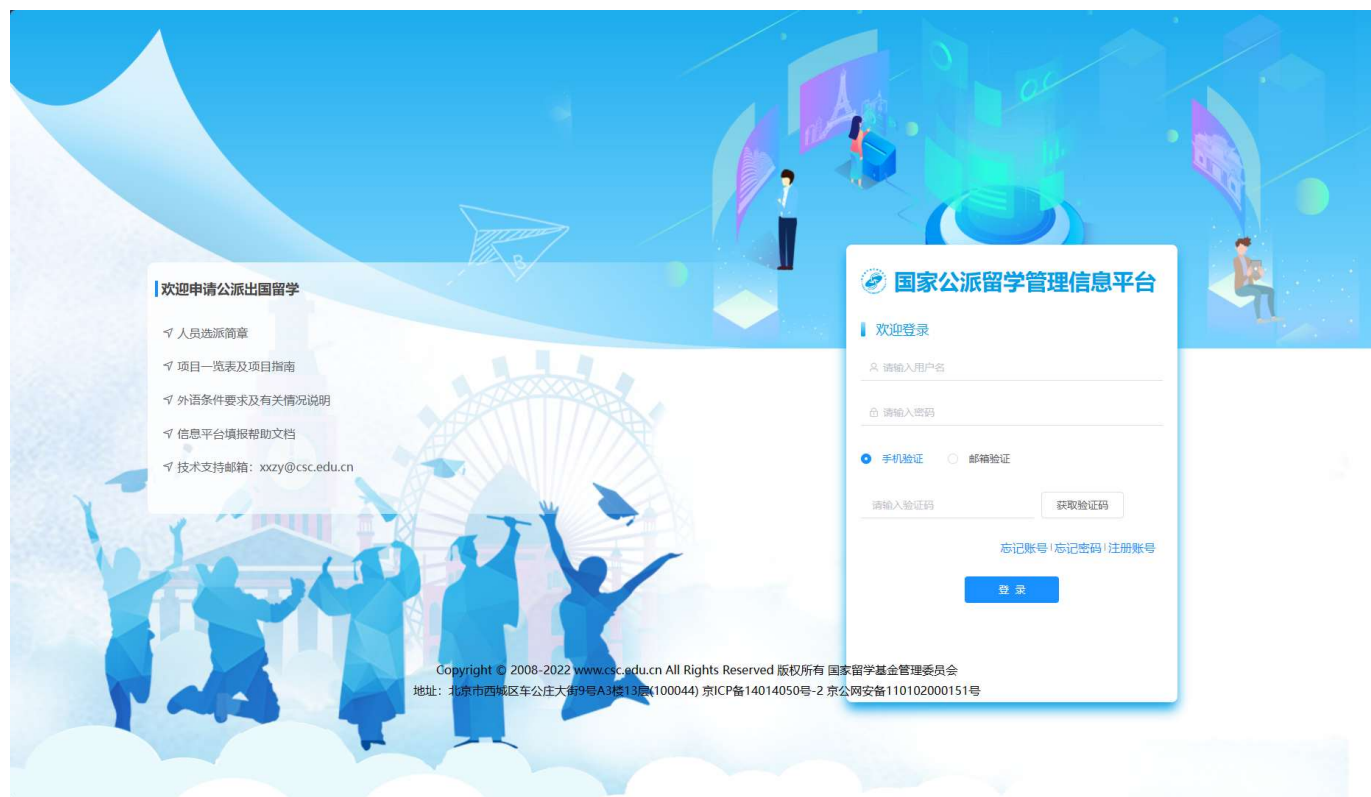 欢迎申请公派出国留学
人员选派简章
项目一览表及项目指南
外语条件要求及有关情况说明
信息平台填报帮助文档
技术支持邮箱：xxzy@csc.edu.cn
国家公派留学管理信息平台
欢迎登录
请输入用户名
请输入密码
手机验证 邮箱验证
请输入验证码 获取验证码
忘记账号|忘记密码|注册账号
登 录
Copyright © 2008-2022 www.csc.edu.cn All Rights Reserved 版权所有 国家留学基金管理委员会
地址：北京市西城区车公庄大街9号A3楼13层(100044) 京ICP备14014050号-2 京公网安备110102000151号